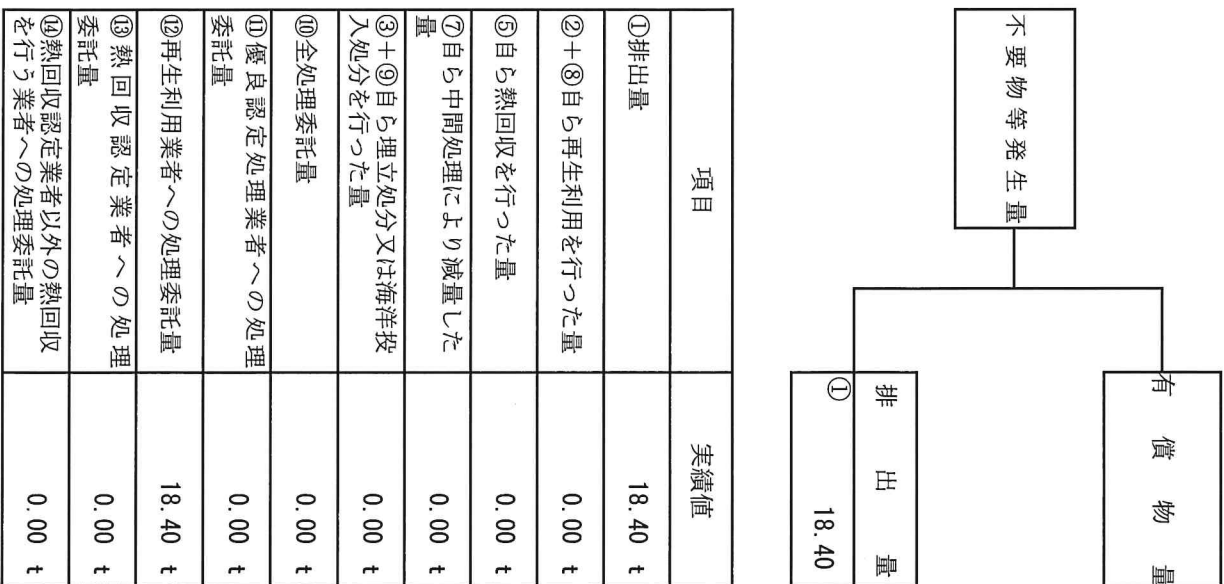 不要物等発生量
有償物量
排出量
①
18.40
項目
実績値
①排出量
18.40 t
②+⑧自ら再生利用を行った量
0.00 t
⑤自ら熱回収を行った量
0.00 t
⑦自ら中間処理により減量した
量
0.00 t
③+⑨自ら埋立処分又は海洋投
入処分を行った量
0.00 t
⑩全処理委託量
0.00 t
⑪優良認定処理業者への処理
委託量
0.00 t
⑫再生利用業者への処理委託量
18.40 t
⑬熱回収認定業者への処理
委託量
0.00 t
⑭熱回収認定業者以外の熱回収
を行う業者への処理委託量
0.00 t